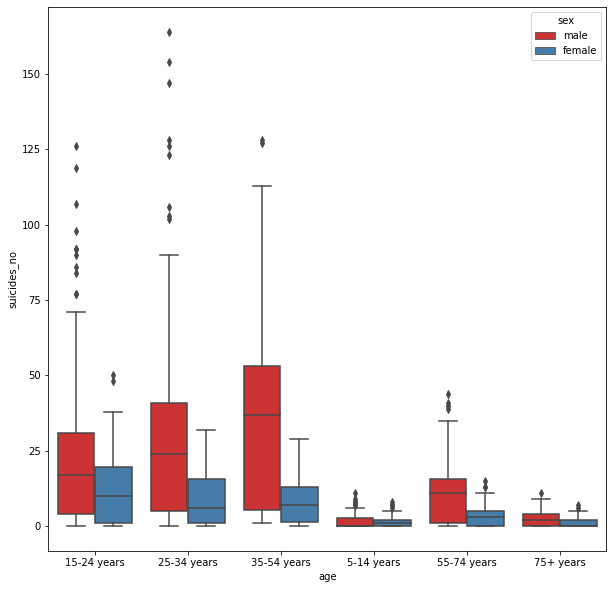 sex
male
female
150
125
100
75
50
25
0
suicides_no
15-24 years 25-34 years 35-54 years 5-14 years 55-74 years 75+ years
age